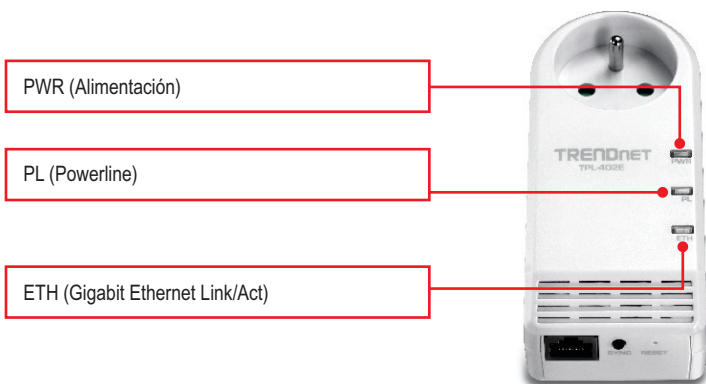 PWR (Alimentación)
PL (Powerline)
ETH (Gigabit Ethernet Link/Act)
TRENDnet
TPL-402E
PWR
PL
ETH
SYNC
RESET